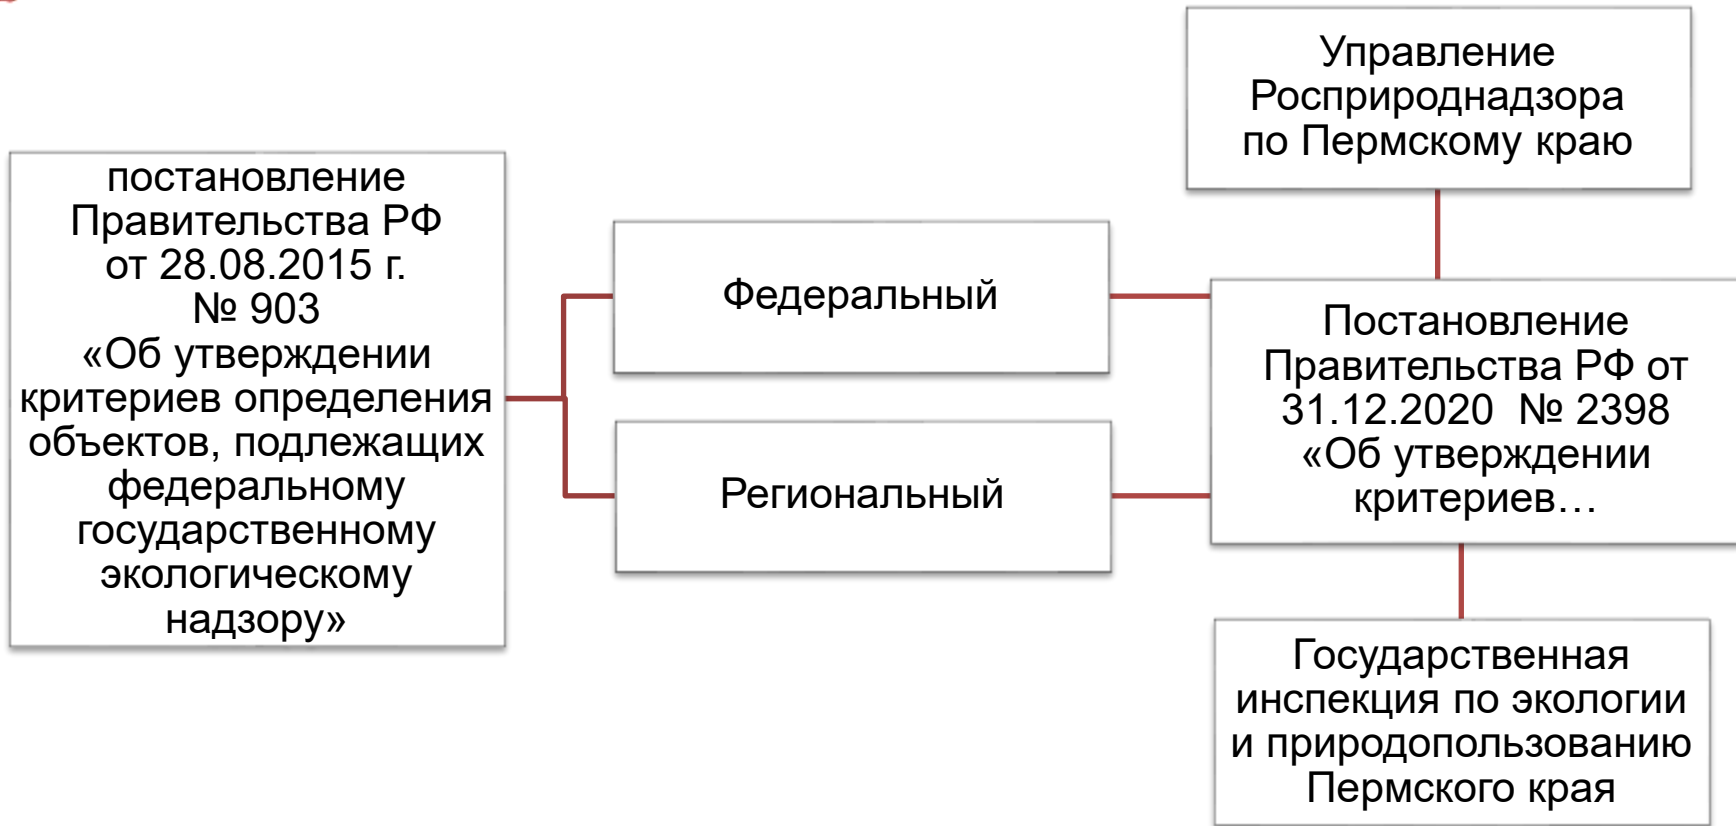 постановление
Правительства РФ
от 28.08.2015 г.
№ 903
«Об утверждении
критериев определения
объектов, подлежащих
федеральному
государственному
экологическому
надзору»
Федеральный
Региональный
Управление
Росприроднадзора
по Пермскому краю
Постановление
Правительства РФ от
31.12.2020 № 2398
«Об утверждении
критериев…
Государственная
инспекция по экологии
и природопользованию
Пермского края